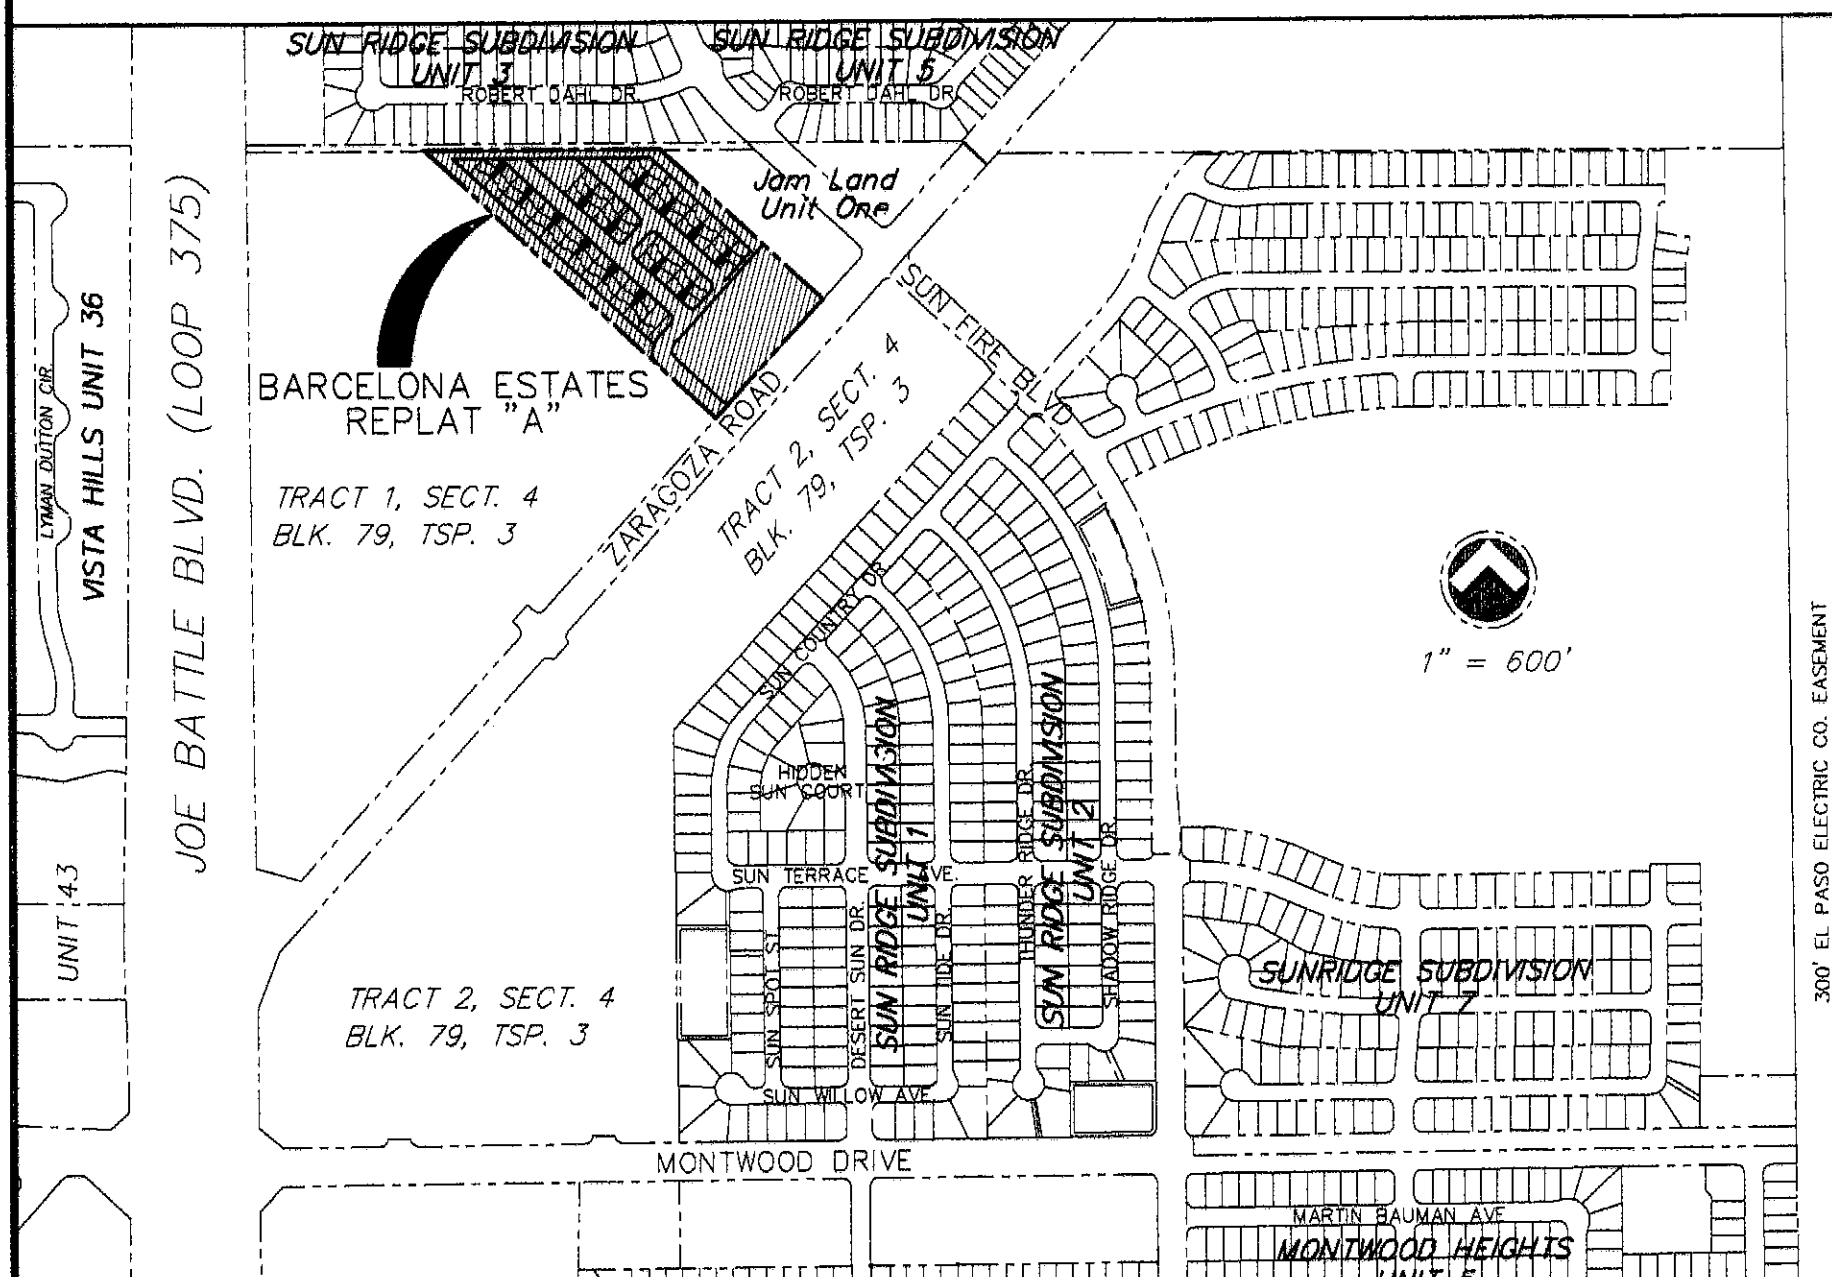 SUN RIDGE SUBDIVISION
UNIT 3
SUN RIDGE SUBDIVISION
UNIT 5
ROBERT DAHL DR.
ROBERT DAHL DR.
Jam Land
Unit One
JOE BATTLE BLVD. (LOOP 375)
VISTA HILLS UNIT 36
LYMAN DUTTON CIR.
BARCELONA ESTATES
REPLAT "A"
SUN FIRE BLVD
ZARAGOZA ROAD
TRACT 2, SECT. 4
BLK. 79, TSP. 3
TRACT 1, SECT. 4
BLK. 79, TSP. 3
SUN COUNTRY DR
1" = 600'
300' EL PASO ELECTRIC CO. EASEMENT
HIDDEN
SUN COURT
SUN RIDGE SUBDIVISION
UNIT 1
SUN RIDGE SUBDIVISION
UNIT 2
SUN TERRACE AVE.
THUNDER RIDGE DR.
SHADOW RIDGE DR
UNIT 43
SUN SPOT ST
DESERT SUN DR.
SUN TIDE DR.
TRACT 2, SECT. 4
BLK. 79, TSP. 3
SUNRIDGE SUBDIVISION
UNIT 7
SUN WILLOW AVE.
MONTWOOD DRIVE
MARTIN BAUMAN AVE
MONTWOOD HEIGHTS